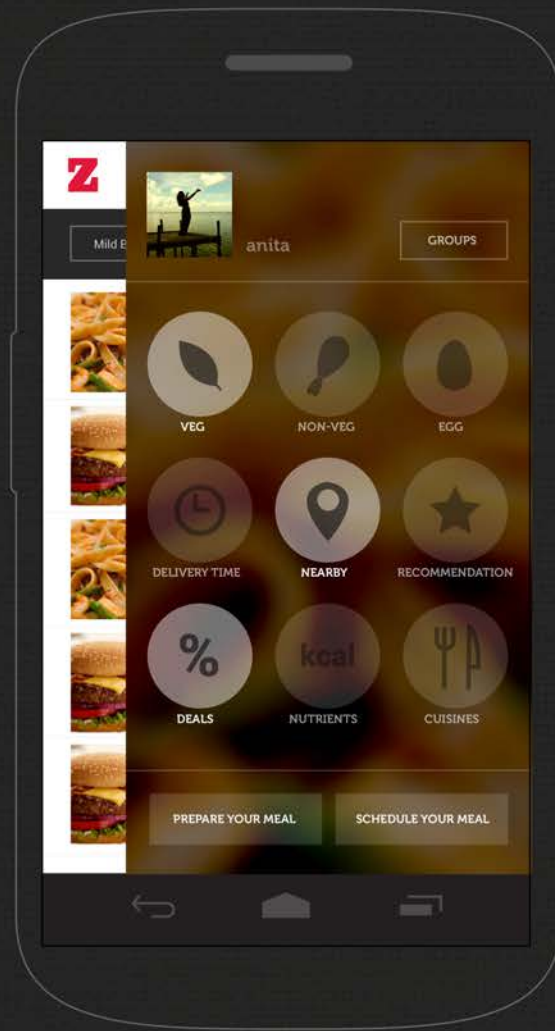 Z
anita
GROUPS
Mild B
VEG
NON-VEG
EGG
DELIVERY TIME
NEARBY
RECOMMENDATION
%
kcal
DEALS
NUTRIENTS
CUISINES
PREPARE YOUR MEAL
SCHEDULE YOUR MEAL